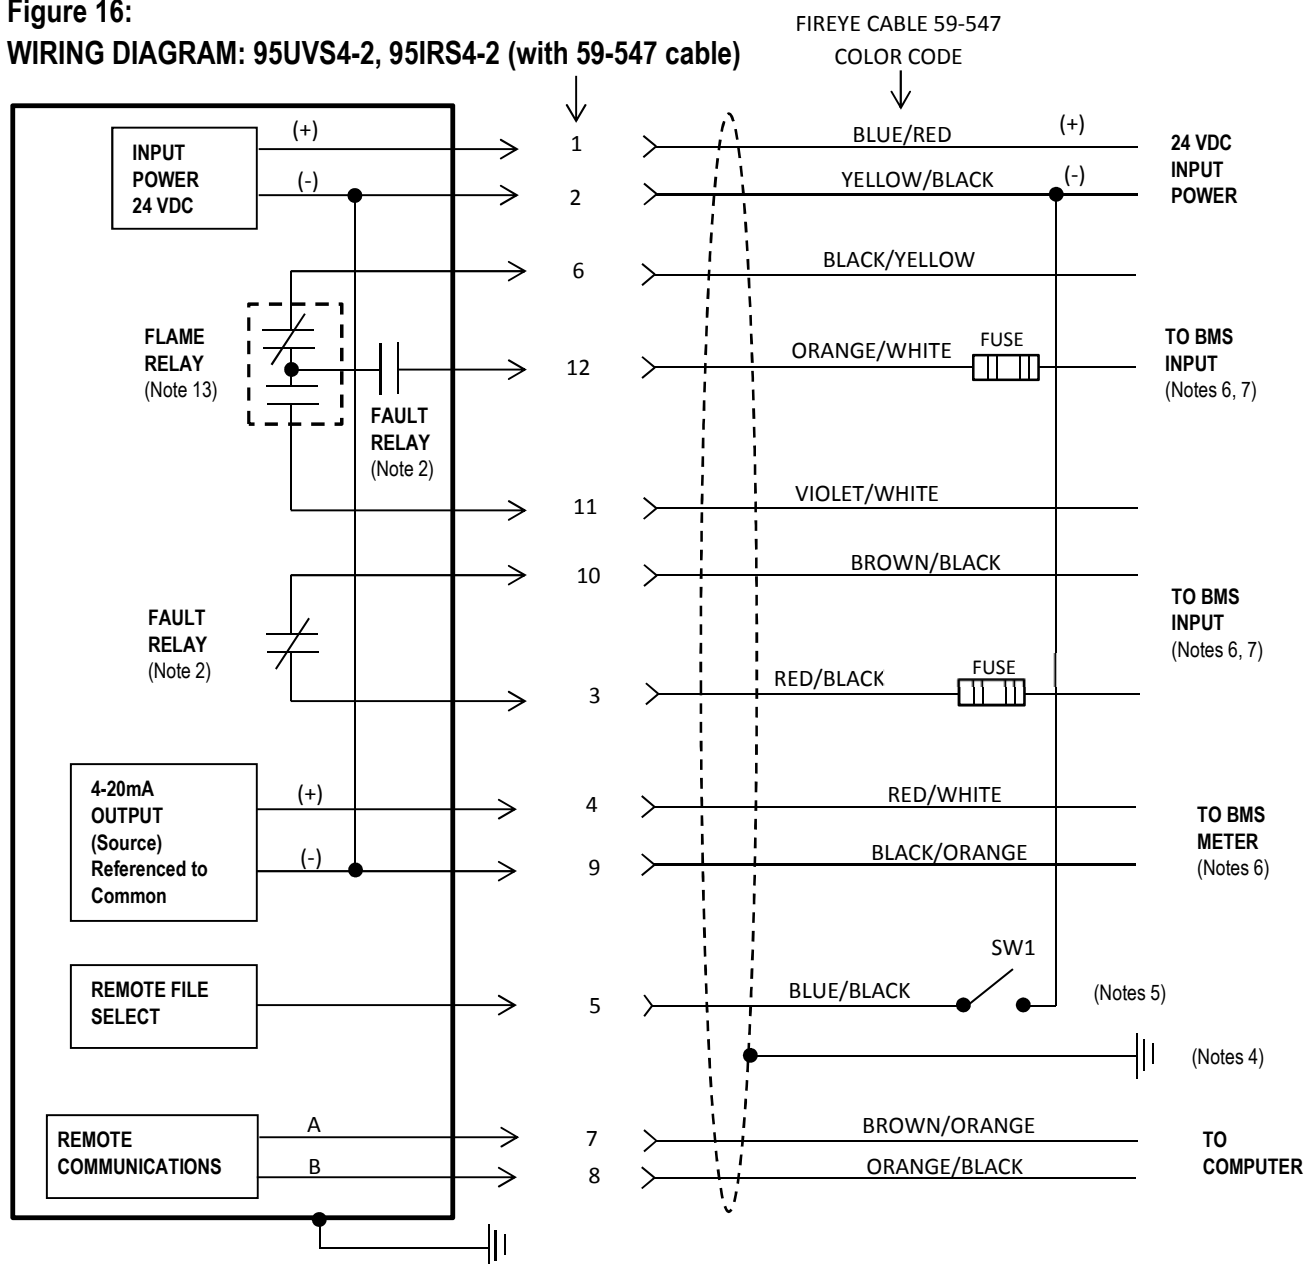 Figure 16:
WIRING DIAGRAM: 95UVS4-2, 95IRS4-2 (with 59-547 cable)
FIREYE CABLE 59-547
COLOR CODE
INPUT
POWER
24 VDC
(+)
(-)
1
2
BLUE/RED
YELLOW/BLACK
(+)
(-)
24 VDC
INPUT
POWER
6
BLACK/YELLOW
FLAME
RELAY
(Note 13)
FAULT
RELAY
(Note 2)
12
ORANGE/WHITE
FUSE
TO BMS
INPUT
(Notes 6, 7)
11
VIOLET/WHITE
10
BROWN/BLACK
FAULT
RELAY
(Note 2)
3
RED/BLACK
FUSE
TO BMS
INPUT
(Notes 6, 7)
4-20mA
OUTPUT
(Source)
Referenced to
Common
(+)
(-)
4
9
RED/WHITE
BLACK/ORANGE
TO BMS
METER
(Notes 6)
REMOTE FILE
SELECT
5
BLUE/BLACK
SW1
(Notes 5)
(Notes 4)
REMOTE
COMMUNICATIONS
A
B
7
8
BROWN/ORANGE
ORANGE/BLACK
TO
COMPUTER